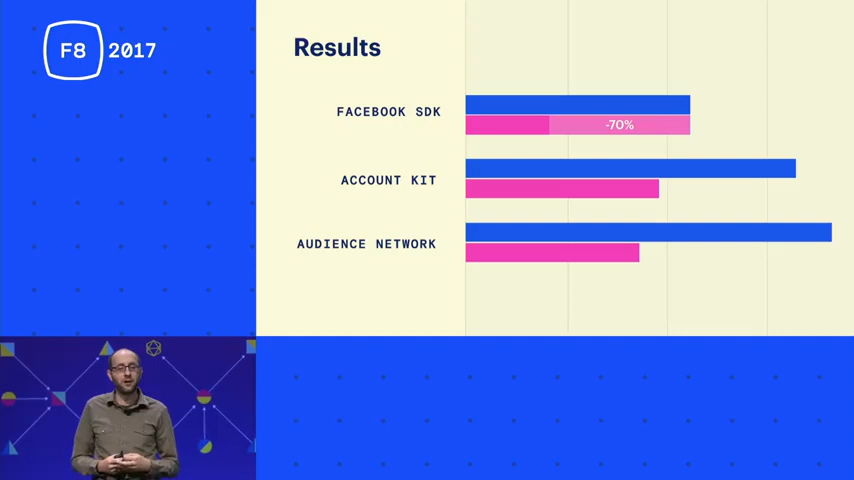 F8 2017
Results
FACEBOOK SDK
-70%
ACCOUNT KIT
AUDIENCE NETWORK